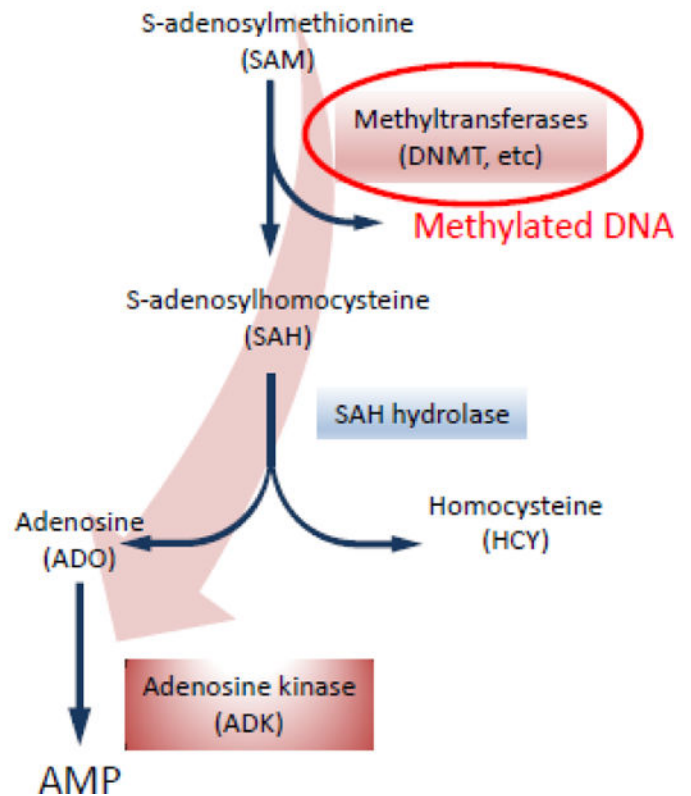 S-adenosylmethionine
(SAM)
Methyltransferases
(DNMT, etc)
Methylated DNA
S-adenosylhomocysteine
(SAH)
SAH hydrolase
Adenosine
(ADO)
Homocysteine
(HCY)
Adenosine kinase
(ADK)
AMP